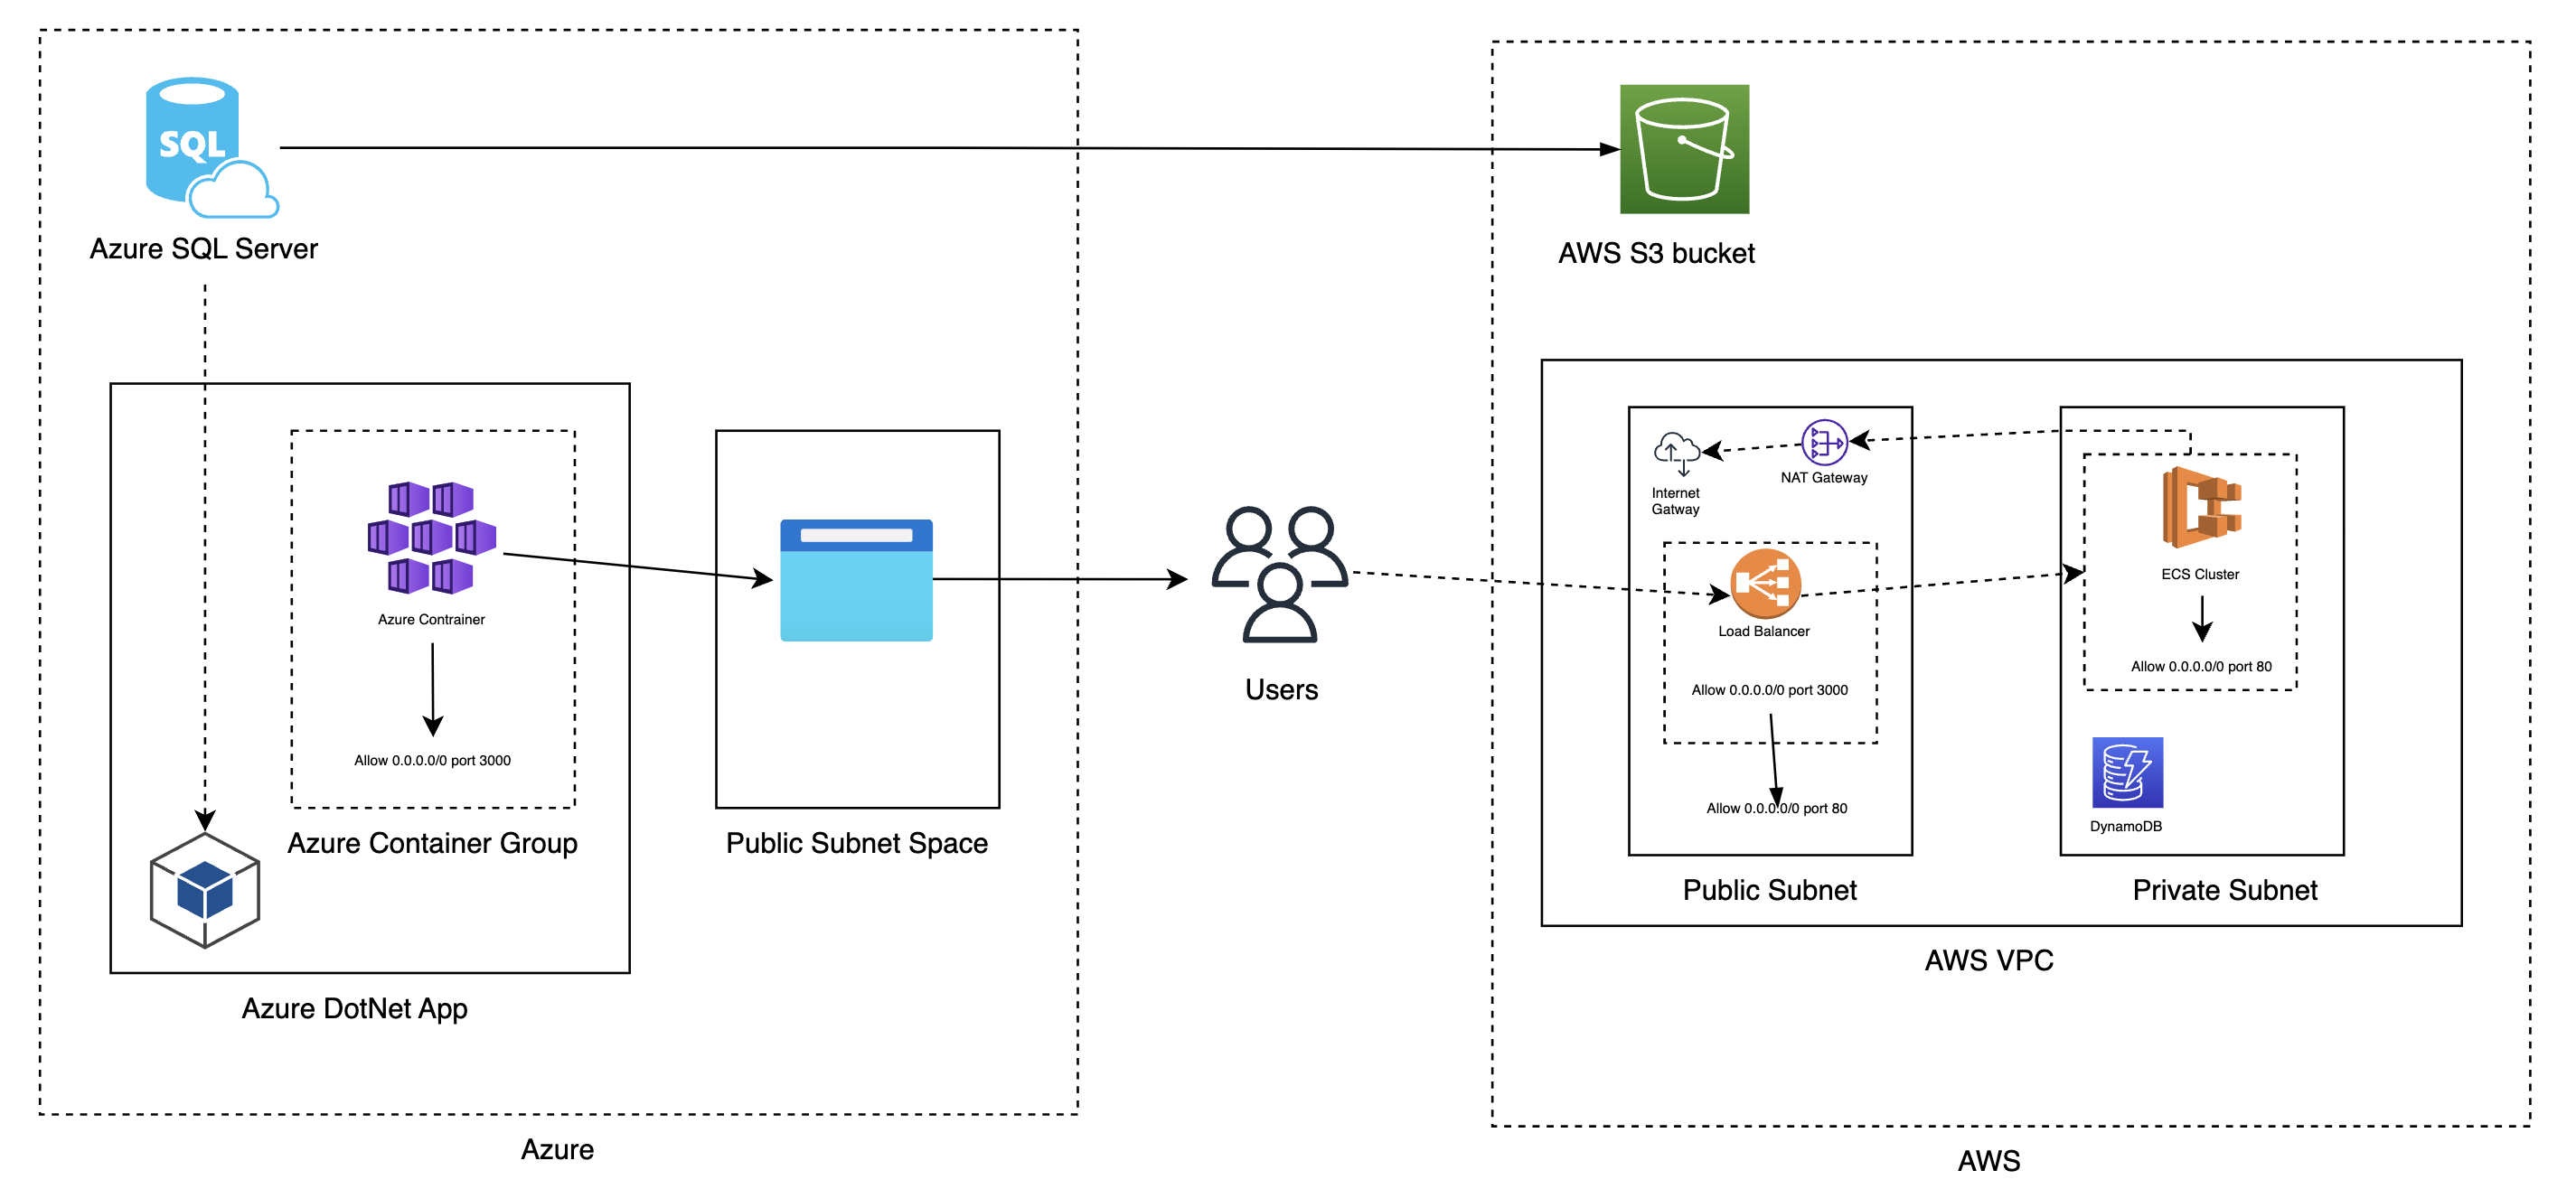 SQL
Azure SQL Server
Azure Contrainer
Allow 0.0.0.0/0 port 3000
Azure Container Group
Azure DotNet App
Public Subnet Space
Azure
Users
AWS S3 bucket
Internet
Gatway
NAT Gateway
Load Balancer
Allow 0.0.0.0/0 port 3000
Allow 0.0.0.0/0 port 80
Public Subnet
ECS Cluster
Allow 0.0.0.0/0 port 80
DynamoDB
Private Subnet
AWS VPC
AWS